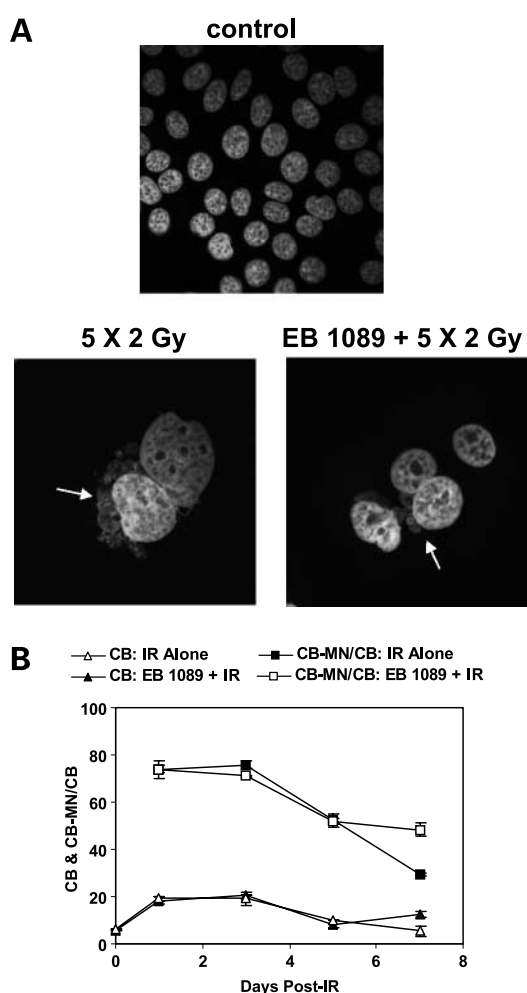 A
control
5 X 2 Gy
EB 1089 + 5 X 2 Gy
B
CB: IR Alone
CB-MN/CB: IR Alone
CB: EB 1089 + IR
CB-MN/CB: EB 1089 + IR
CB & CB-MN/CB
100
80
60
40
20
0
0 2 4 6 8
Days Post-IR